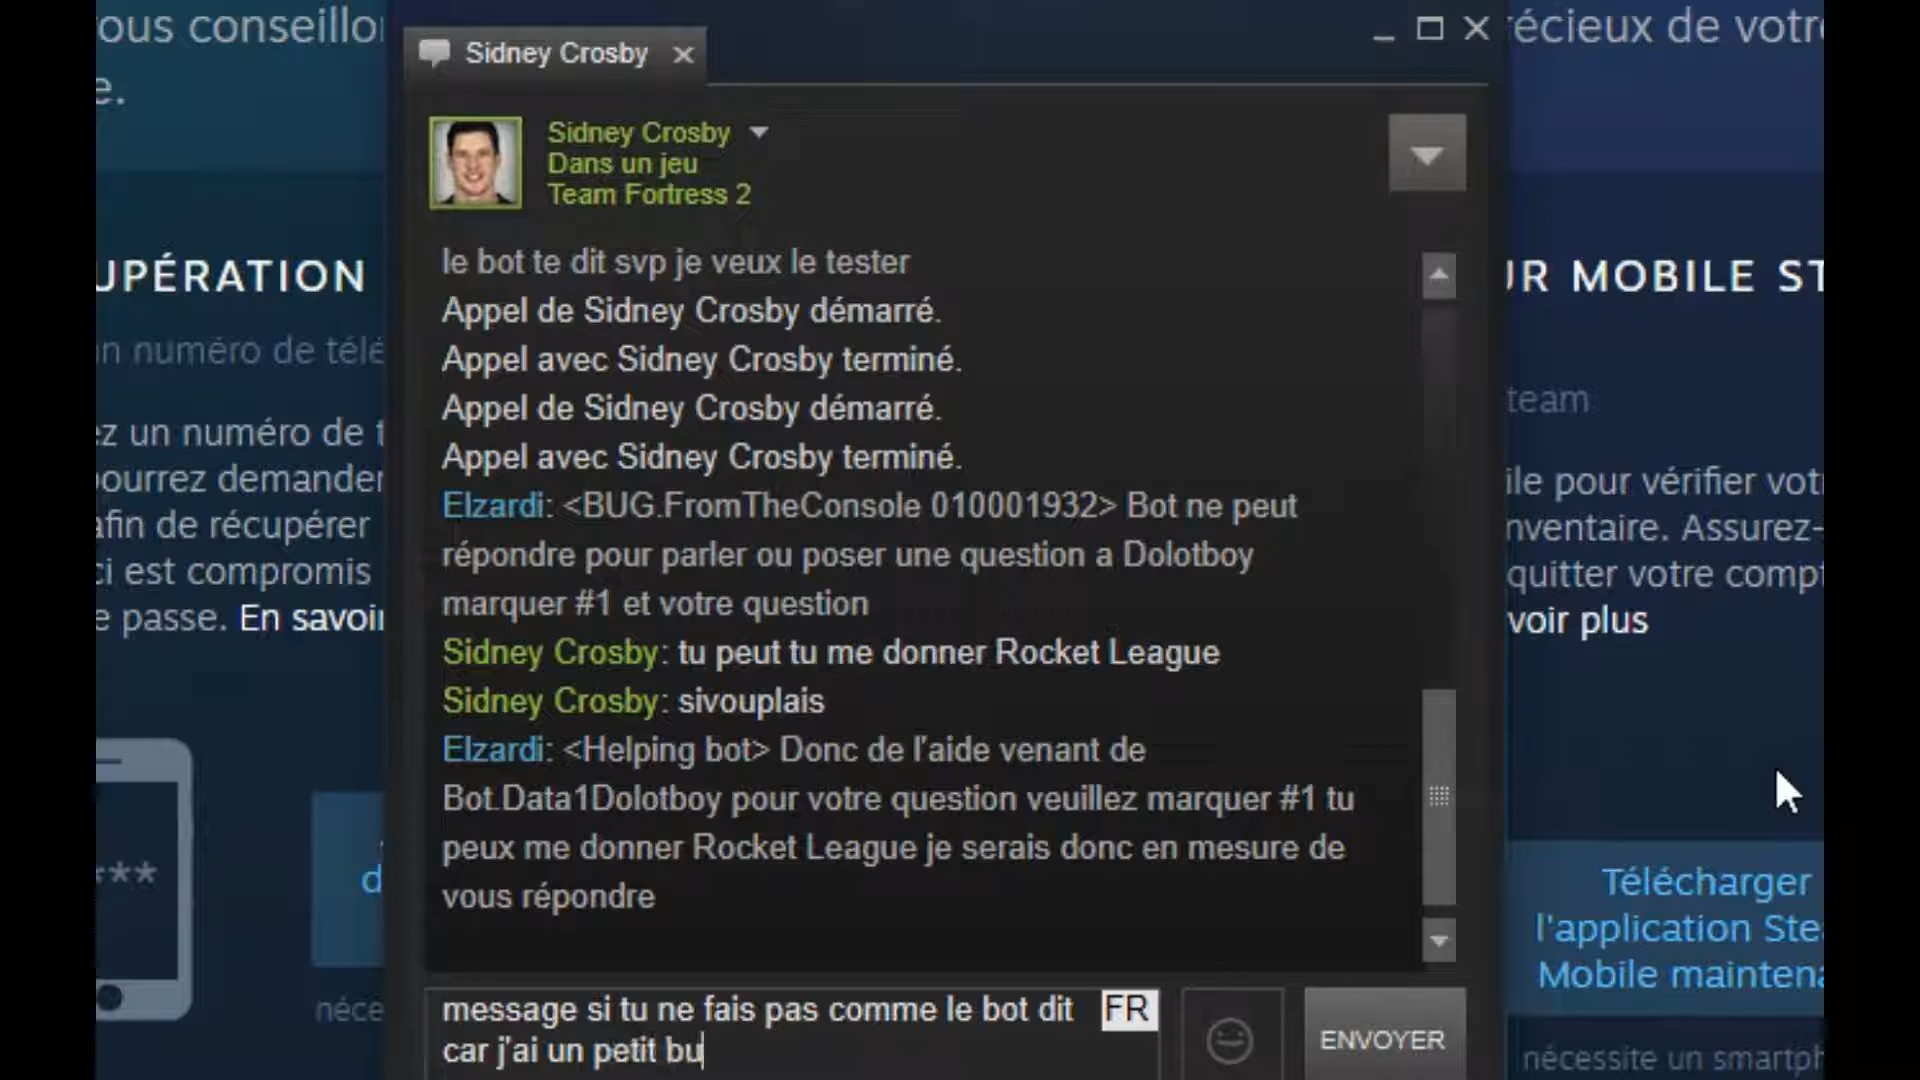 ous conseillo
e.
écieux de votr
Sidney Crosby
Sidney Crosby
Dans un jeu
Team Fortress 2
le bot te dit svp je veux le tester
Appel de Sidney Crosby démarré.
Appel avec Sidney Crosby terminé.
Appel de Sidney Crosby démarré.
Appel avec Sidney Crosby terminé.
Elzardi: <BUG.FromTheConsole 010001932> Bot ne peut
répondre pour parler ou poser une question a Dolotboy
marquer #1 et votre question
Sidney Crosby: tu peut tu me donner Rocket League
Sidney Crosby: sivouplais
Elzardi: <Helping bot> Donc de l'aide venant de
Bot.Data1Dolotboy pour votre question veuillez marquer #1 tu
peux me donner Rocket League je serais donc en mesure de
vous répondre
message si tu ne fais pas comme le bot dit
car j'ai un petit bu
FR
ENVOYER
UPÉRATION
n numéro de télé
ez un numéro de t
pourrez demander
afin de récupérer
ci est compromis
e passe. En savoir
***
d
néce
UR MOBILE ST
team
ile pour vérifier vot
nventaire. Assurez-
quitter votre compt
voir plus
Télécharger
l'application Ste
Mobile maintena
nécessite un smartph